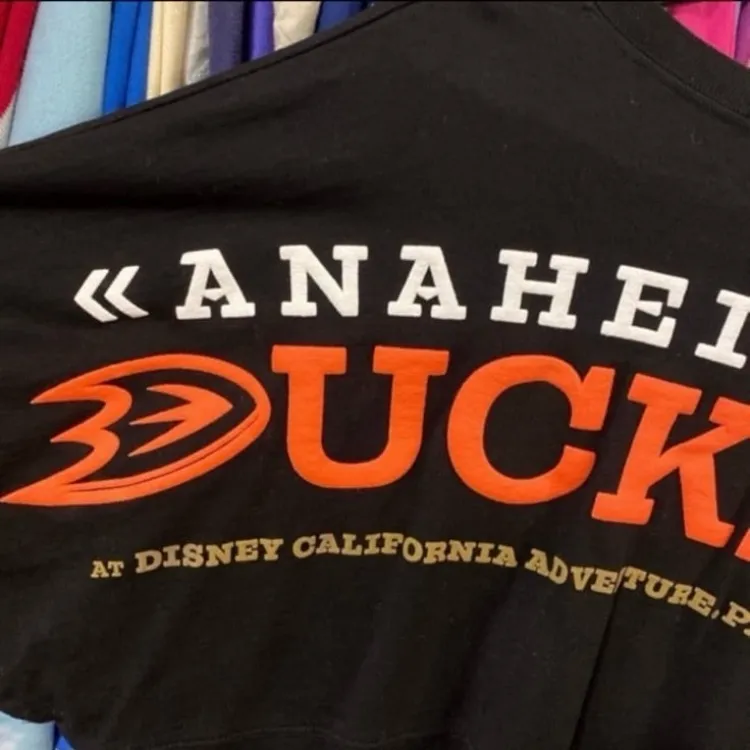 « ANAHEI
DUCK
AT DISNEY CALIFORNIA ADVENTURE, P